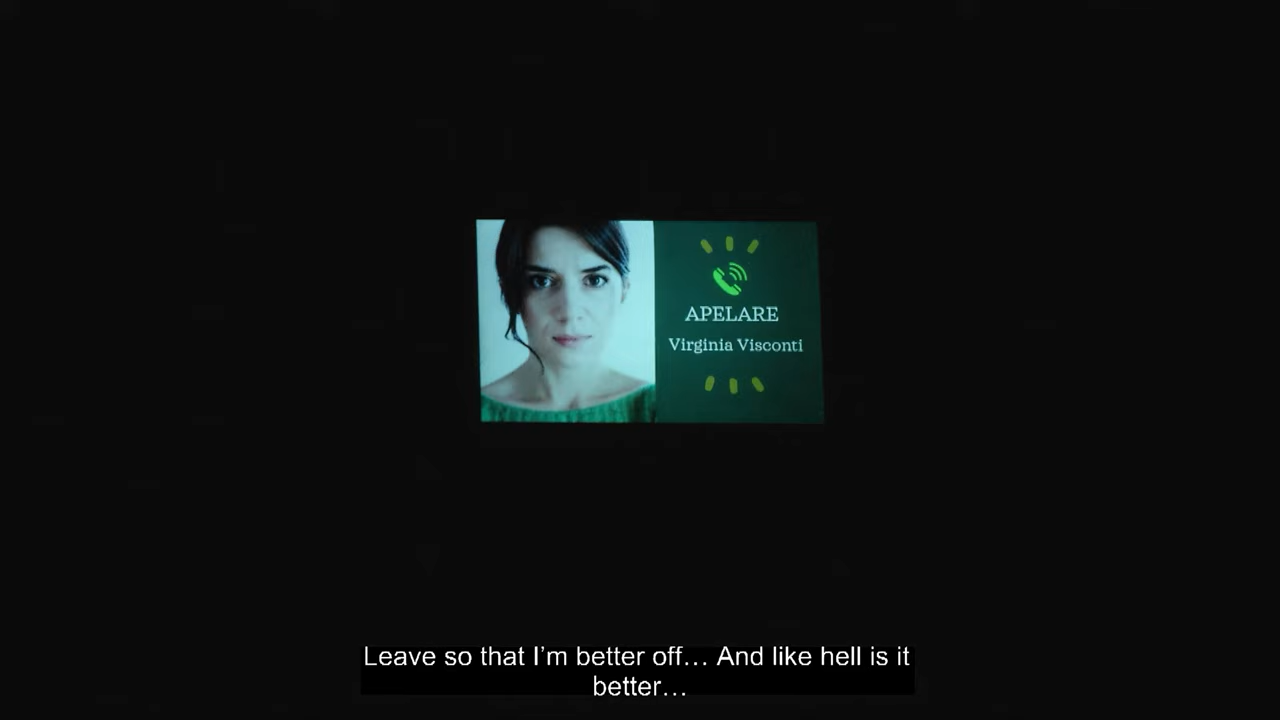 APELARE
Virginia Visconti
Leave so that I’m better off… And like hell is it
better…